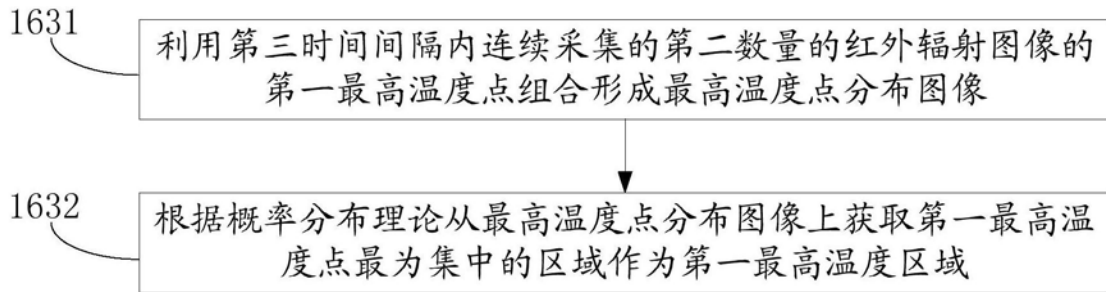 1631
利用第三时间间隔内连续采集的第二数量的红外辐射图像的
第一最高温度点组合形成最高温度点分布图像
1632
根据概率分布理论从最高温度点分布图像上获取第一最高温
度点最为集中的区域作为第一最高温度区域